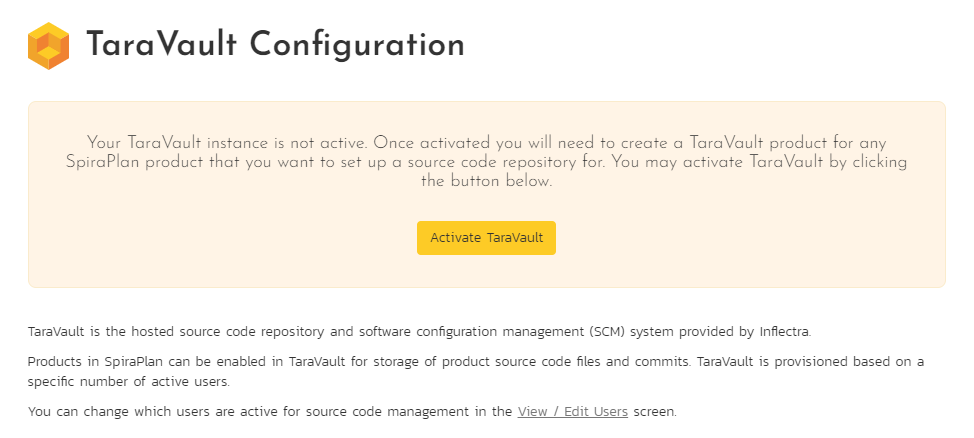 TaraVault Configuration
Your TaraVault instance is not active. Once activated you will need to create a TaraVault product for any
SpiraPlan product that you want to set up a source code repository for. You may activate TaraVault by clicking
the button below.
Activate TaraVault
TaraVault is the hosted source code repository and software configuration management (SCM) system provided by Inflectra.
Products in SpiraPlan can be enabled in TaraVault for storage of product source code files and commits. TaraVault is provisioned based on a
specific number of active users.
You can change which users are active for source code management in the View / Edit Users screen.